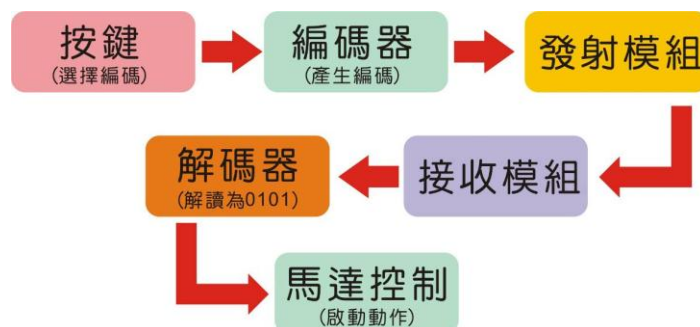 按鍵
(選擇編碼)
編碼器
(產生編碼)
發射模組
接收模組
解碼器
(解讀為0101)
馬達控制
(啟動動作)